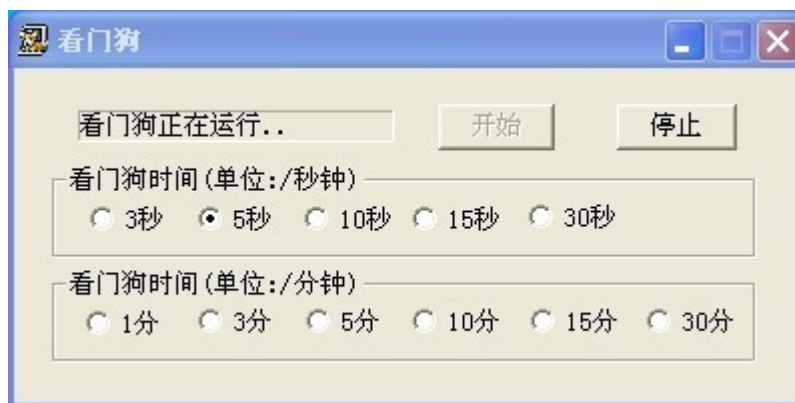 看门狗
看门狗正在运行.. 开始 停止
看门狗时间(单位:/秒钟)
3秒 5秒 10秒 15秒 30秒
看门狗时间(单位:/分钟)
1分 3分 5分 10分 15分 30分